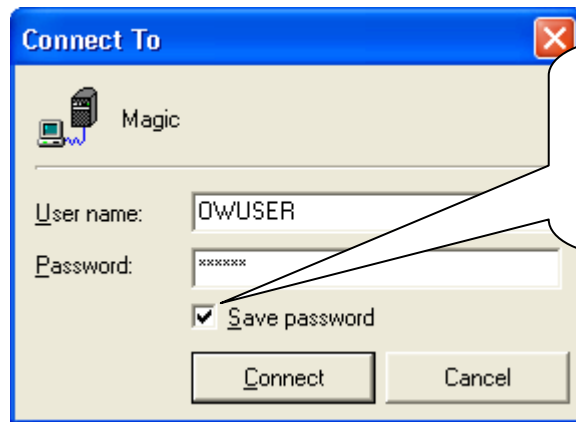 Connect To
Magic
User name:
OWUSER
Password:
******
Save password
Connect
Cancel